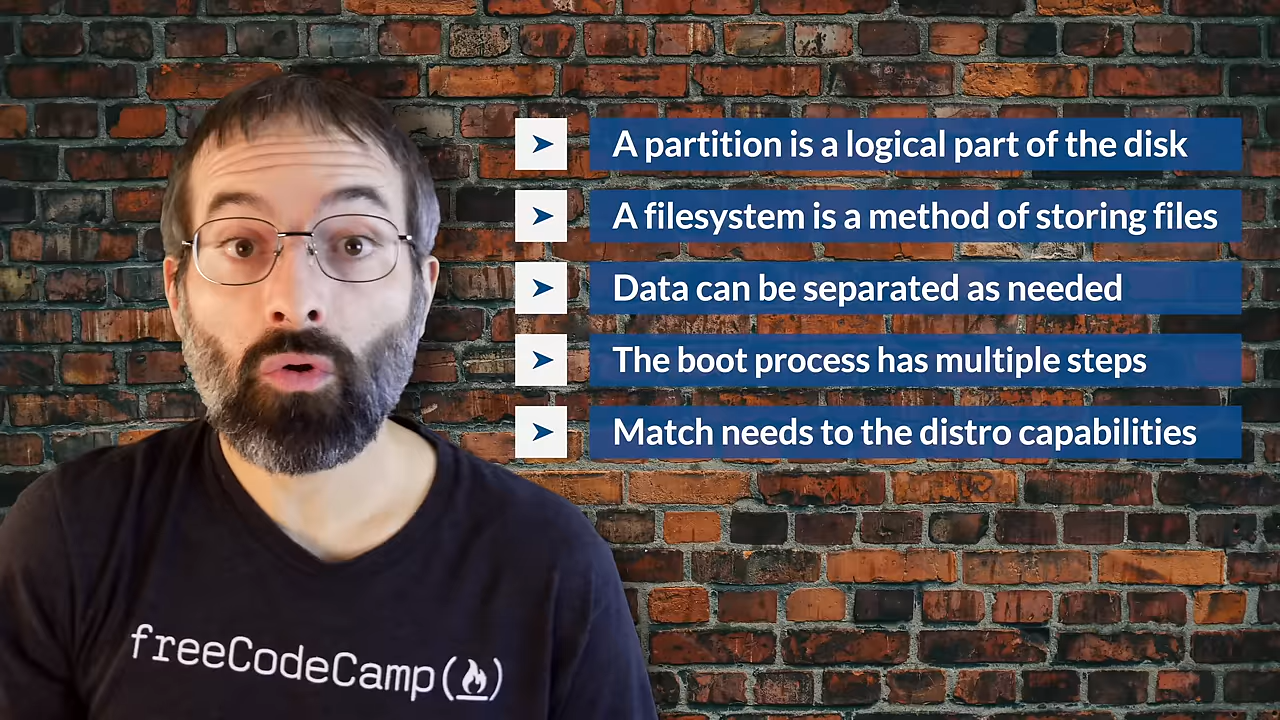 A partition is a logical part of the disk
A filesystem is a method of storing files
Data can be separated as needed
The boot process has multiple steps
Match needs to the distro capabilities
freeCodeCamp(🔥)